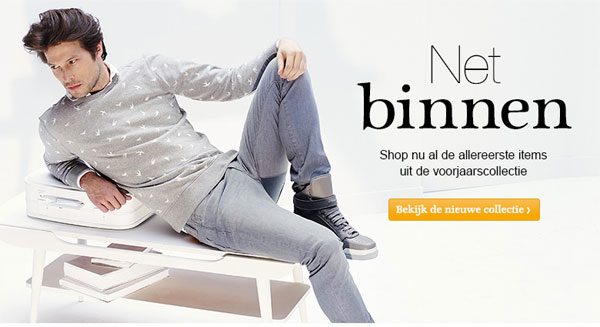 Net
binnen
Shop nu al de allereerste items
uit de voorjaarscollectie
Bekijk de nieuwe collectie ›